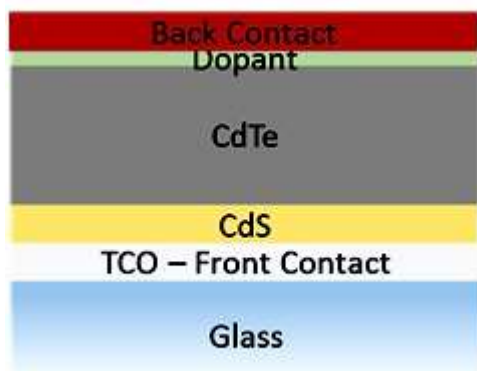 Back Contact
Dopant
CdTe
CdS
TCO – Front Contact
Glass